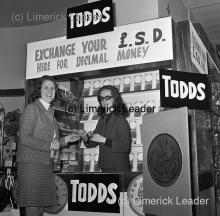 (c) Limerick Leader
TODDS
EXCHANGE YOUR £.S.D
HERE FOR DECIMAL MONEY
TODDS
(c) Limerick Leader
(c) Limerick Leader
TODDS